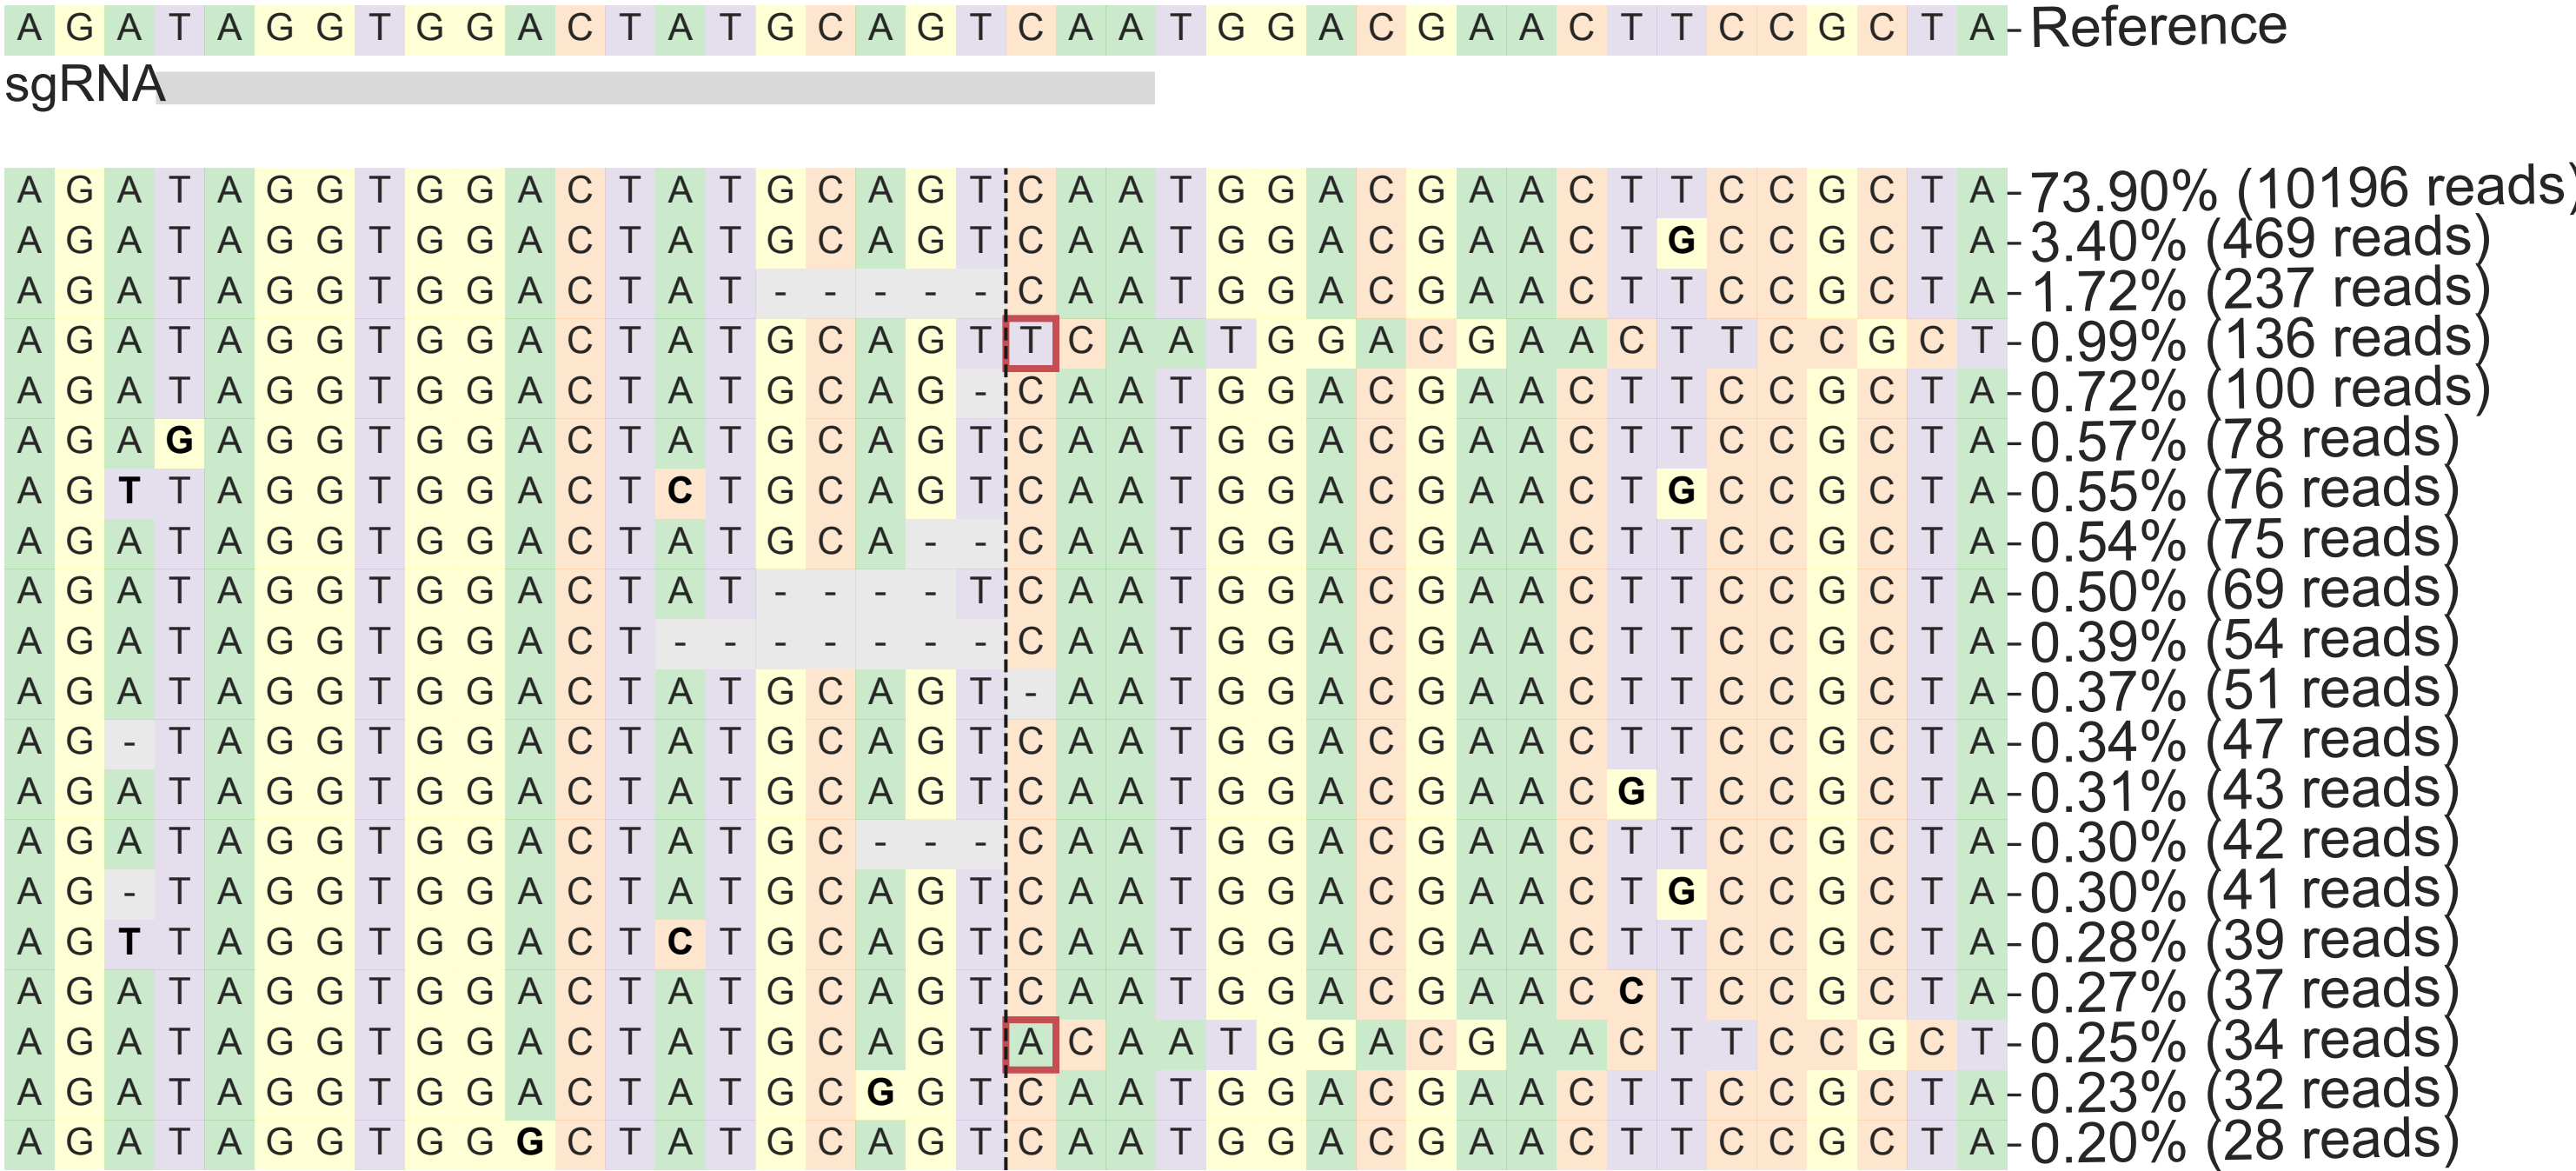 A G A T A G G T G G A C T A T G C A G T C A A T G G A C G A A C T T C C G C T A - Reference
sgRNA
A G A T A G G T G G A C T A T G C A G T C A A T G G A C G A A C T T C C G C T A - 73.90% (10196 reads)
A G A T A G G T G G A C T A T G C A G T C A A T G G A C G A A C T G C C G C T A - 3.40% (469 reads)
A G A T A G G T G G A C T A T - - - - - C A A T G G A C G A A C T T C C G C T A - 1.72% (237 reads)
A G A T A G G T G G A C T A T G C A G T T C A A T G G A C G A A C T T C C G C T - 0.99% (136 reads)
A G A T A G G T G G A C T A T G C A G - C A A T G G A C G A A C T T C C G C T A - 0.72% (100 reads)
A G A G A G G T G G A C T A T G C A G T C A A T G G A C G A A C T T C C G C T A - 0.57% (78 reads)
A G T T A G G T G G A C T C T G C A G T C A A T G G A C G A A C T G C C G C T A - 0.55% (76 reads)
A G A T A G G T G G A C T A T G C A - - C A A T G G A C G A A C T T C C G C T A - 0.54% (75 reads)
A G A T A G G T G G A C T A T - - - - T C A A T G G A C G A A C T T C C G C T A - 0.50% (69 reads)
A G A T A G G T G G A C T - - - - - - - C A A T G G A C G A A C T T C C G C T A - 0.39% (54 reads)
A G A T A G G T G G A C T A T G C A G T - A A T G G A C G A A C T T C C G C T A - 0.37% (51 reads)
A G - T A G G T G G A C T A T G C A G T C A A T G G A C G A A C T T C C G C T A - 0.34% (47 reads)
A G A T A G G T G G A C T A T G C A G T C A A T G G A C G A A C G T C C G C T A - 0.31% (43 reads)
A G A T A G G T G G A C T A T G C - - - C A A T G G A C G A A C T T C C G C T A - 0.30% (42 reads)
A G - T A G G T G G A C T A T G C A G T C A A T G G A C G A A C T G C C G C T A - 0.30% (41 reads)
A G T T A G G T G G A C T C T G C A G T C A A T G G A C G A A C T T C C G C T A - 0.28% (39 reads)
A G A T A G G T G G A C T A T G C A G T C A A T G G A C G A A C C T C C G C T A - 0.27% (37 reads)
A G A T A G G T G G A C T A T G C A G T A C A A T G G A C G A A C T T C C G C T - 0.25% (34 reads)
A G A T A G G T G G A C T A T G C G G T C A A T G G A C G A A C T T C C G C T A - 0.23% (32 reads)
A G A T A G G T G G G C T A T G C A G T C A A T G G A C G A A C T T C C G C T A - 0.20% (28 reads)